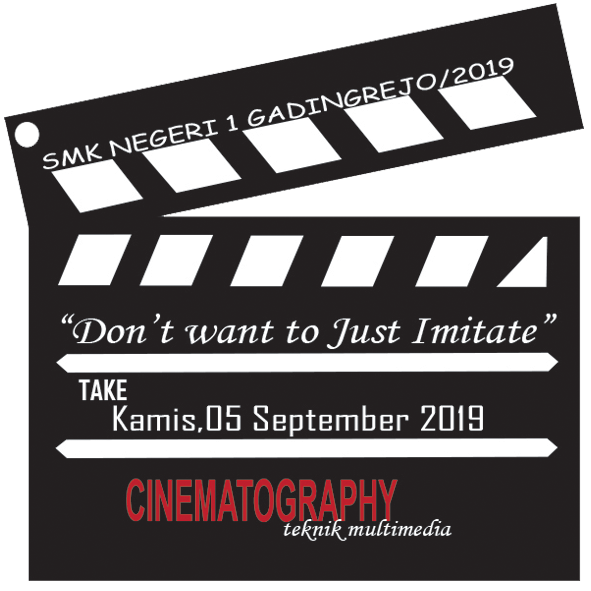 SMK NEGERI 1 GADINGREJO/2019
“Don’t want to Just Imitate”
TAKE
Kamis,05 September 2019
CINEMATOGRAPHY
teknik multimedia